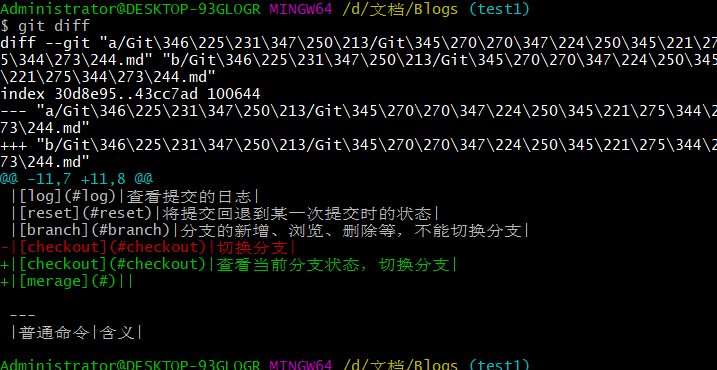 Administrator@DESKTOP-93GLOGR MINGW64 /d/文档/Blogs (test1)
$ git diff
diff --git "a/Git\346\225\231\347\250\213/Git\345\270\270\347\224\250\345\221\27
5\344\273\244.md" "b/Git\346\225\231\347\250\213/Git\345\270\270\347\224\250\345
\221\275\344\273\244.md"
index 30d8e95..43cc7ad 100644
--- "a/Git\346\225\231\347\250\213/Git\345\270\270\347\224\250\345\221\275\344\2
73\244.md"
+++ "b/Git\346\225\231\347\250\213/Git\345\270\270\347\224\250\345\221\275\344\2
73\244.md"
@@ -11,7 +11,8 @@
|[log](#log)|查看提交的日志|
|[reset](#reset)|将提交回退到某一次提交时的状态|
|[branch](#branch)|分支的新增、浏览、删除等，不能切换分支|
-|[checkout](#checkout)|切换分支|
+|[checkout](#checkout)|查看当前分支状态，切换分支|
+|[merage](#)||
---
|普通命令|含义|
Administrator@DESKTOP-93GLOGR MINGW64 /d/文档/Blogs (test1)